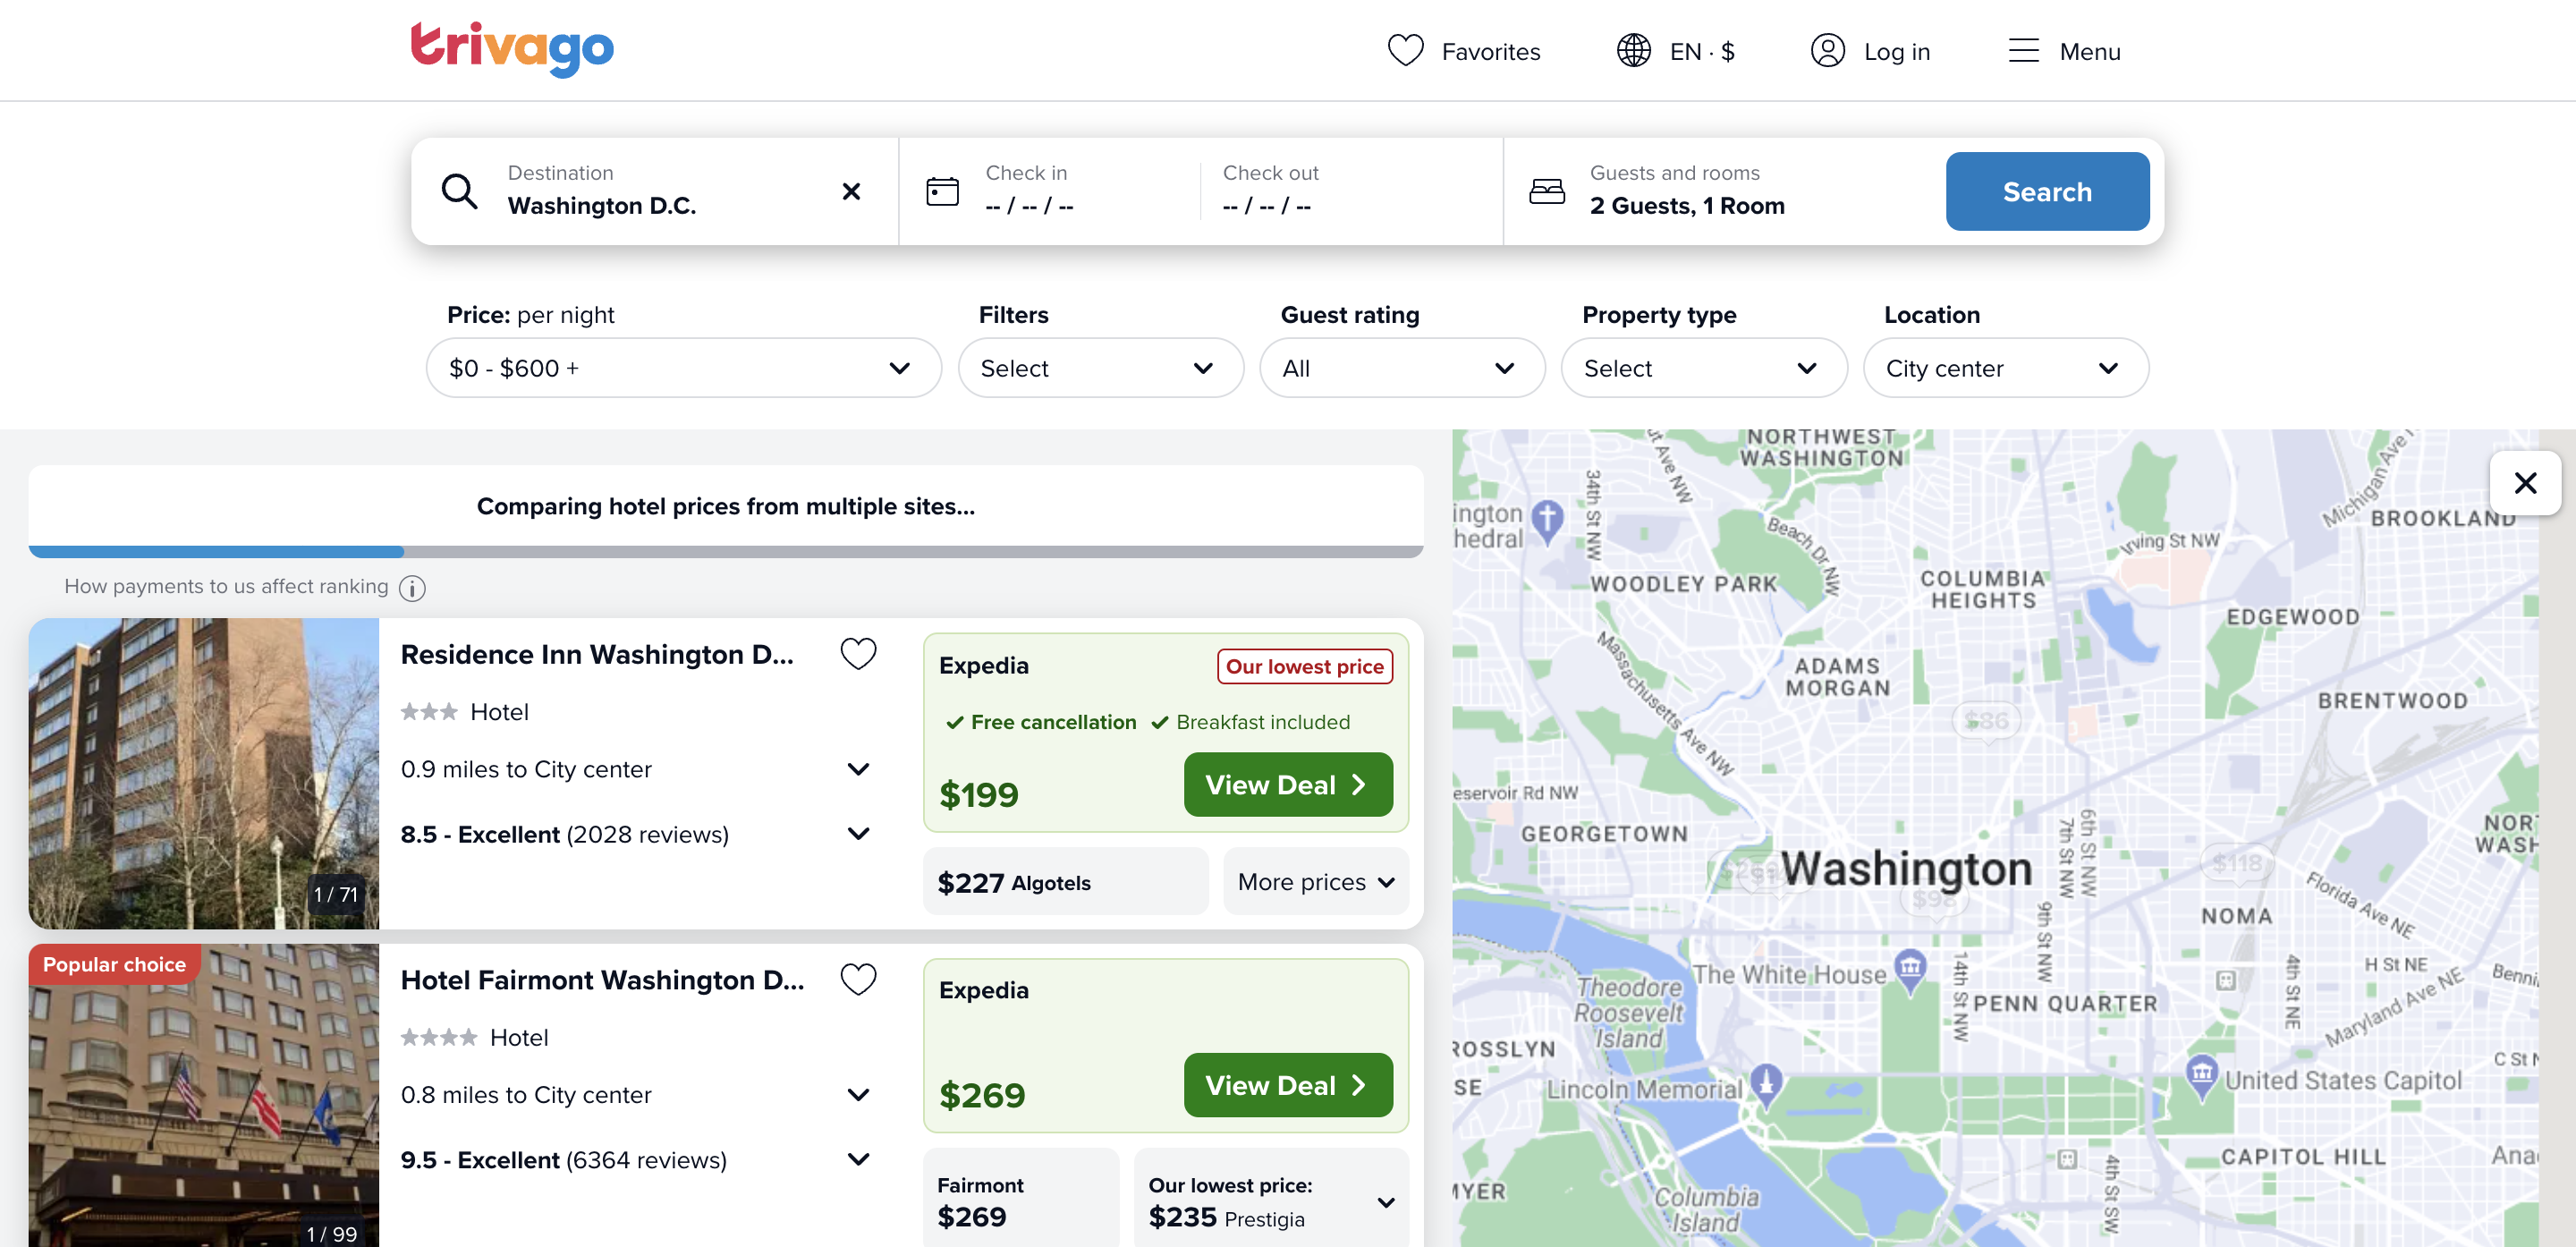 trivago
Favorites
EN · $
Log in
Menu
Destination
Washington D.C.
Check in
-- / -- / --
Check out
-- / -- / --
Guests and rooms
2 Guests, 1 Room
Search
Price: per night
$0 - $600 +
Filters
Select
Guest rating
All
Property type
Select
Location
City center
Comparing hotel prices from multiple sites...
How payments to us affect ranking
Residence Inn Washington D...
Hotel
0.9 miles to City center
8.5 - Excellent (2028 reviews)
1 / 71
Expedia
Our lowest price
Free cancellation
Breakfast included
$199
View Deal
$227 Algotels
More prices
Popular choice
Hotel Fairmont Washington D...
Hotel
0.8 miles to City center
9.5 - Excellent (6364 reviews)
1 / 99
Expedia
$269
View Deal
Fairmont
$269
Our lowest price:
$235 Prestigia
NORTHWEST
WASHINGTON
ut Ave NW
34th St NW
Michigan Ave
BROOKLAND
ington
hedral
Beach Dr NW
Irving St NW
WOODLEY PARK
COLUMBIA
HEIGHTS
EDGEWOOD
Massachusetts Ave NW
ADAMS
MORGAN
BRENTWOOD
$86
eservoir Rd NW
GEORGETOWN
7th St NW
6th St NW
NOR
WASH
Washington
$118
$98
Florida Ave NE
9th St NW
NOMA
The White House
14th St NW
4th St NE
H St NE
Benni
Theodore
Roosevelt
Island
PENN QUARTER
Maryland Ave NE
ROSSLYN
C St N
SE
Lincoln Memorial
United States Capitol
CAPITOL HILL
Ana
MYER
4th St SW
Columbia
Island